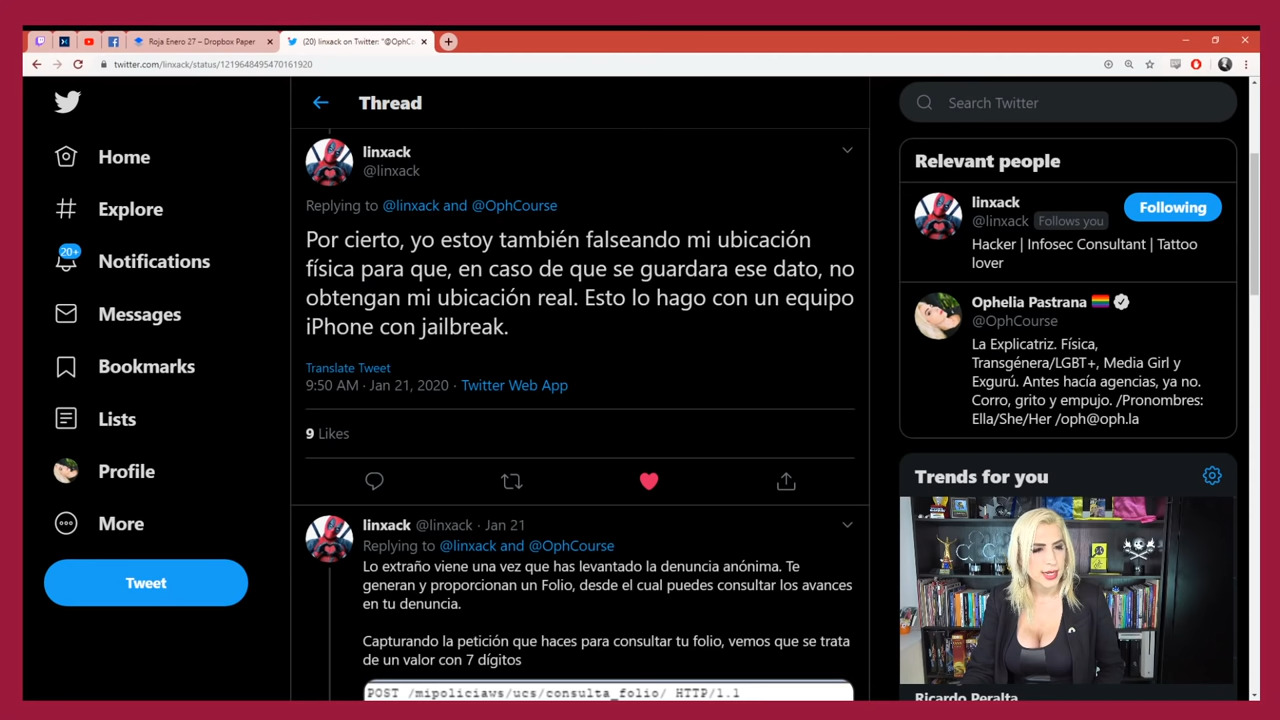 Roja Enero 27 – Dropbox Paper
(20) linxack on Twitter: "@OphCo
twitter.com/linxack/status/1219648495470161920
Home
Explore
20+
Notifications
Messages
Bookmarks
Lists
Profile
More
Tweet
Thread
linxack
@linxack
Replying to @linxack and @OphCourse
Por cierto, yo estoy también falseando mi ubicación
física para que, en caso de que se guardara ese dato, no
obtengan mi ubicación real. Esto lo hago con un equipo
iPhone con jailbreak.
Translate Tweet
9:50 AM · Jan 21, 2020 · Twitter Web App
9 Likes
linxack @linxack · Jan 21
Replying to @linxack and @OphCourse
Lo extraño viene una vez que has levantado la denuncia anónima. Te
generan y proporcionan un Folio, desde el cual puedes consultar los avances
en tu denuncia.
Capturando la petición que haces para consultar tu folio, vemos que se trata
de un valor con 7 dígitos
POST /mipoliciaws/ucs/consulta_folio/ HTTP/1.1
Search Twitter
Relevant people
linxack
@linxack Follows you
Following
Hacker | Infosec Consultant | Tattoo
lover
Ophelia Pastrana
@OphCourse
La Explicatriz. Física,
Transgénera/LGBT+, Media Girl y
Exgurú. Antes hacía agencias, ya no.
Corro, grito y empujo. /Pronombres:
Ella/She/Her /oph@oph.la
Trends for you
Ricardo Peralta